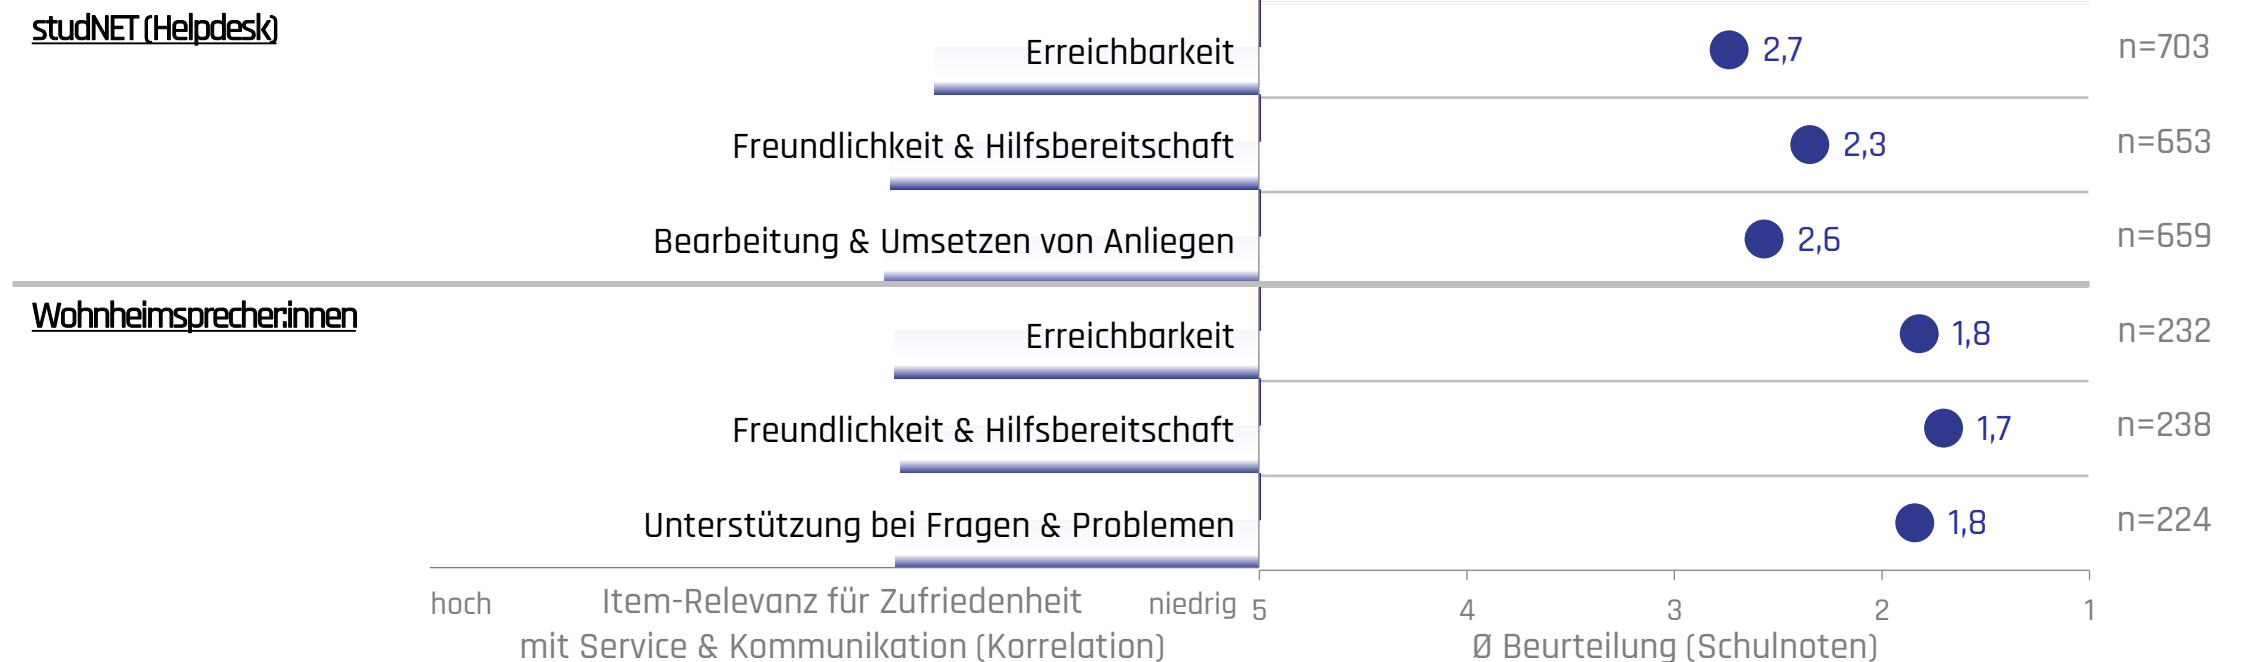 studNET (Helpdesk)
Erreichbarkeit 2,7 n=703
Freundlichkeit & Hilfsbereitschaft 2,3 n=653
Bearbeitung & Umsetzen von Anliegen 2,6 n=659
Wohnheimsprecher:innen
Erreichbarkeit 1,8 n=232
Freundlichkeit & Hilfsbereitschaft 1,7 n=238
Unterstützung bei Fragen & Problemen 1,8 n=224
hoch Item-Relevanz für Zufriedenheit niedrig 5 4 3 2 1
mit Service & Kommunikation (Korrelation) Ø Beurteilung (Schulnoten)